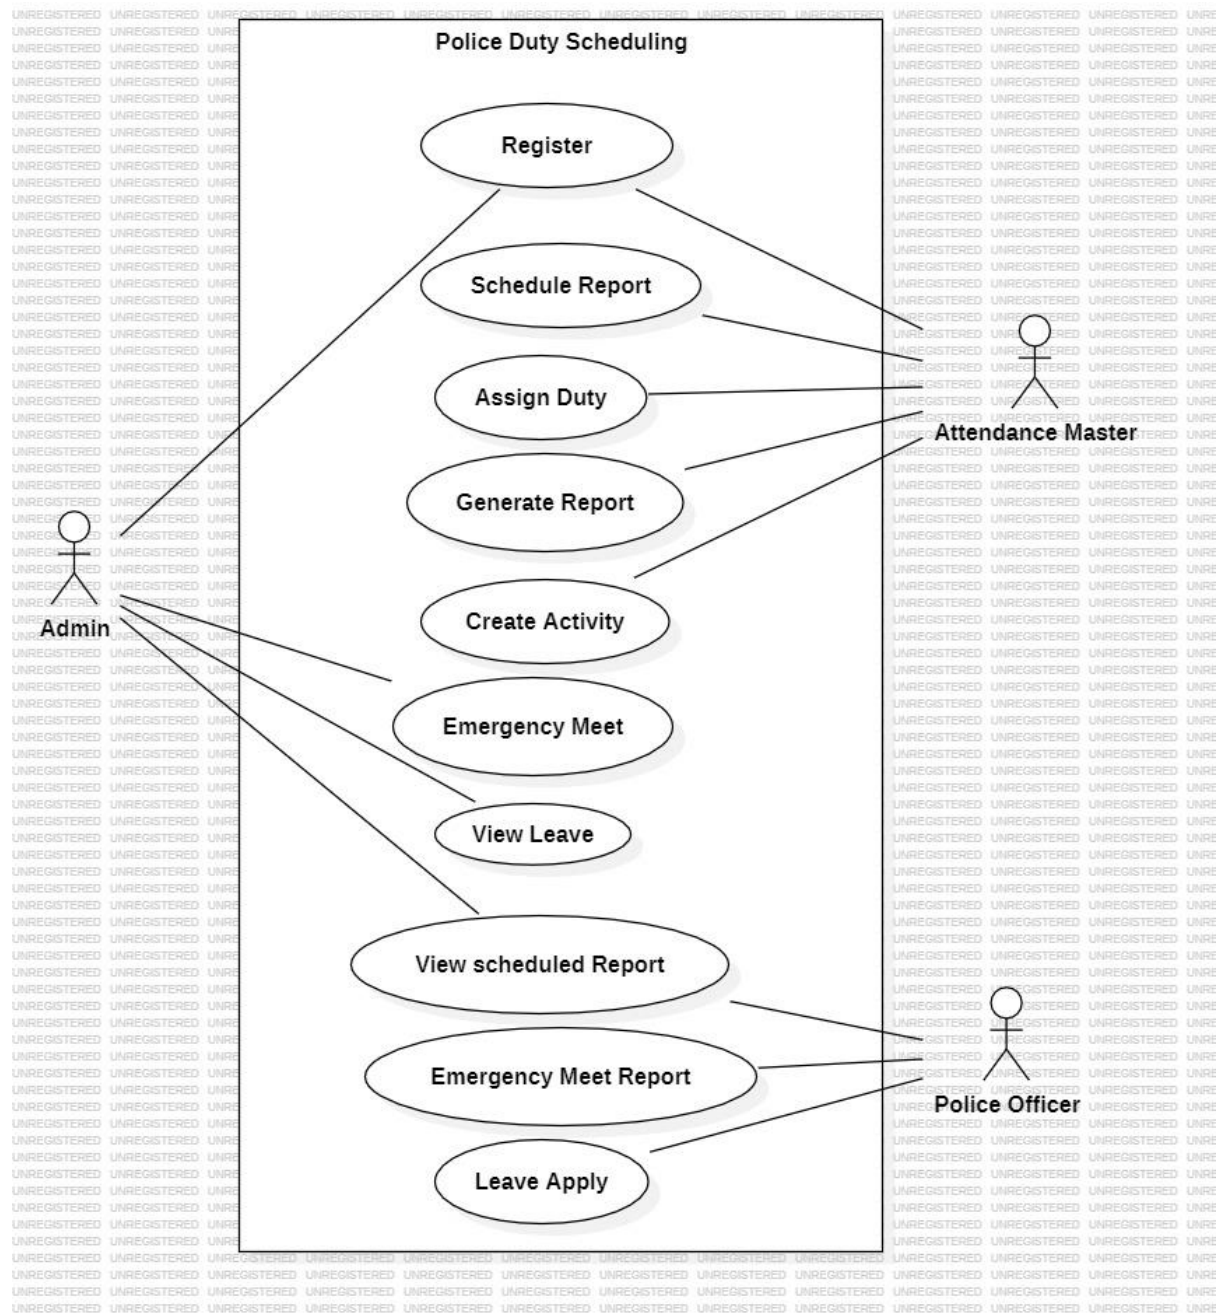 Police Duty Scheduling
Register
Schedule Report
Assign Duty
Attendance Master
Generate Report
Create Activity
Admin
Emergency Meet
View Leave
View scheduled Report
Emergency Meet Report
Police Officer
Leave Apply
UNREGISTERED